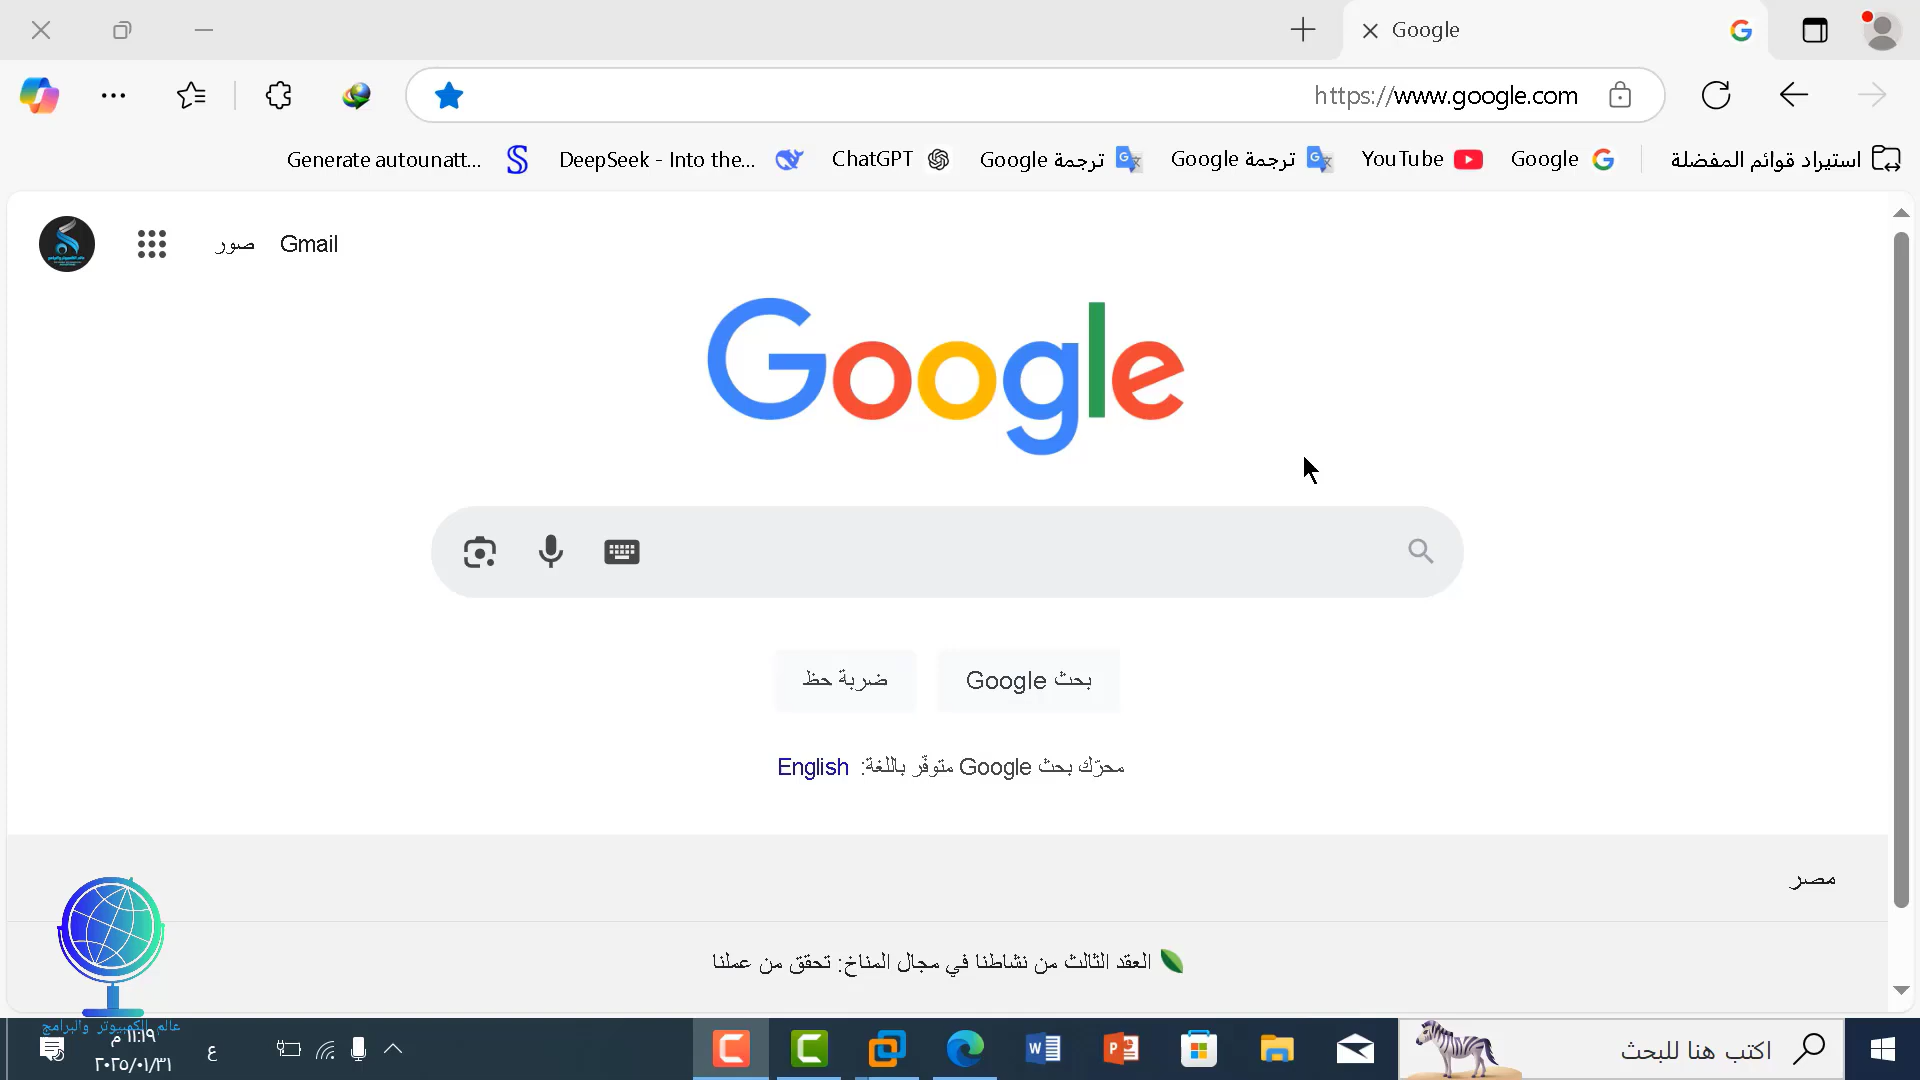 Google
https://www.google.com
استيراد قوائم المفضلة
Google
YouTube
ترجمة Google
ترجمة Google
ChatGPT
DeepSeek - Into the...
Generate autounatt...
Gmail
صور
Google
بحث Google
ضربة حظ
محرّك بحث Google متوفّر باللغة: English
مصر
العقد الثالث من نشاطنا في مجال المناخ: تحقق من عملنا
عالم الكمبيوتر والبرامج
اكتب هنا للبحث
ع
١١:١٩ م
٢٠٢٥/٠١/٣١